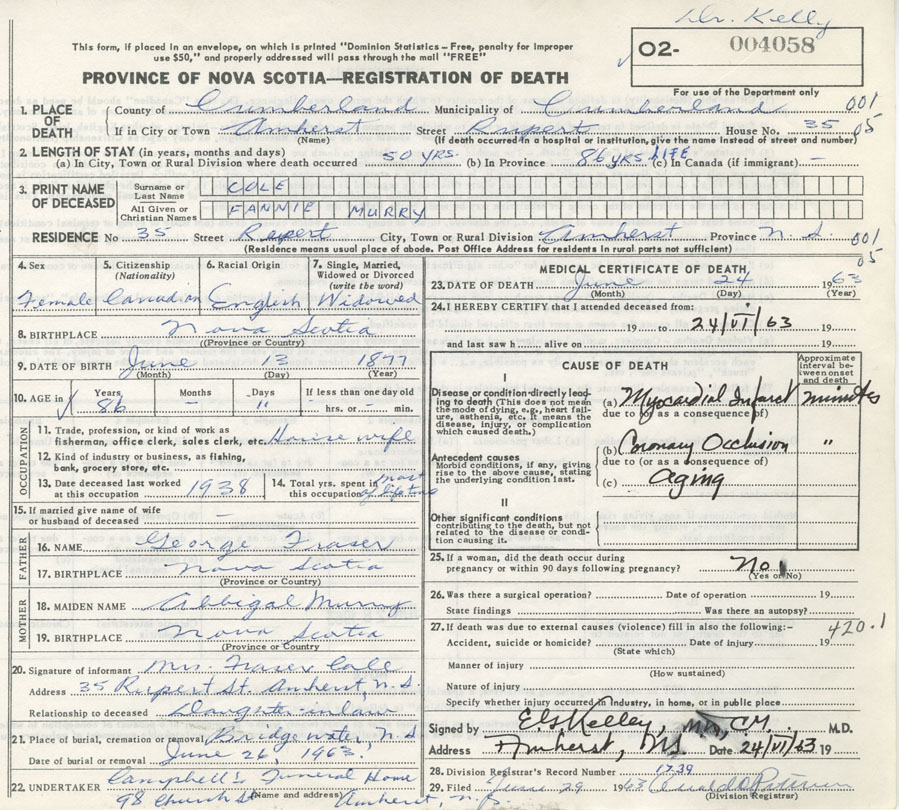 Dr. Kelly
This form, if placed in an envelope, on which is printed "Dominion Statistics – Free, penalty for improper
use $50," and properly addressed will pass through the mail "FREE"
O2- 004058
PROVINCE OF NOVA SCOTIA—REGISTRATION OF DEATH
For use of the Department only
1. PLACE OF DEATH County of Cumberland Municipality of Cumberland 001
If in City or Town Amherst Street Rupert House No. 35 05
(Name) (If death occurred in a hospital or institution, give the name instead of street and number)
2. LENGTH OF STAY (in years, months and days)
(a) In City, Town or Rural Division where death occurred 50 YRS. (b) In Province 86 YRS LIFE (c) In Canada (if immigrant) —
3. PRINT NAME OF DECEASED Surname or Last Name COLE
All Given or Christian Names FANNIE MURRY
RESIDENCE No 35 Street Rupert City, Town or Rural Division Amherst Province N.S. 001
(Residence means usual place of abode. Post Office Address for residents in rural parts not sufficient) 05
4. Sex Female
5. Citizenship (Nationality) Canadian
6. Racial Origin English
7. Single, Married, Widowed or Divorced (write the word) Widowed
8. BIRTHPLACE Nova Scotia
(Province or Country)
9. DATE OF BIRTH June 13 1877
(Month) (Day) (Year)
10. AGE in Years 86 Months — Days 11 If less than one day old
hrs. or min.
OCCUPATION
11. Trade, profession, or kind of work as
fisherman, office clerk, sales clerk, etc. House wife
12. Kind of industry or business, as fishing,
bank, grocery store, etc.
13. Date deceased last worked at this occupation 1938
14. Total yrs. spent in this occupation most of lifetime
15. If married give name of wife
or husband of deceased —
FATHER
16. NAME George Fraser
17. BIRTHPLACE Nova Scotia
(Province or Country)
MOTHER
18. MAIDEN NAME Abbigal Murry
19. BIRTHPLACE Nova Scotia
(Province or Country
20. Signature of informant Mrs. Fraser Cole
Address 35 Rupert St. Amherst, N.S.
Relationship to deceased Daughter-in-law
21. Place of burial, cremation or removal Bridgewater, N.S
Date of burial or removal June 26, 1963
22. UNDERTAKER Campbell's Funeral Home
(Name and address)
98 Church St Amherst, N.S.
MEDICAL CERTIFICATE OF DEATH
23. DATE OF DEATH June 24 1963
(Month) (Day) (Year)
24. I HEREBY CERTIFY that I attended deceased from:
19 to 24/VI/63 19
and last saw h alive on 19
CAUSE OF DEATH
Approximate interval between onset and death
I
Disease or condition directly leading to death (This does not mean the mode of dying, e.g., heart failure, asthenia, etc. It means the disease, injury, or complication which caused death.)
(a) Myocardial Infarct minutes
due to (or as a consequence of)
Antecedent causes
Morbid conditions, if any, giving rise to the above cause, stating the underlying condition last.
(b) Coronary Occlusion "
due to (or as a consequence of)
(c) Aging
II
Other significant conditions
contributing to the death, but not related to the disease or condition causing it.
25. If a woman, did the death occur during
pregnancy or within 90 days following pregnancy? No
(Yes or No)
26. Was there a surgical operation? Date of operation 19
State findings Was there an autopsy?
27. If death was due to external causes (violence) fill in also the following:– 420.1
Accident, suicide or homicide? Date of injury 19
(State which)
Manner of injury
(How sustained)
Nature of injury
Specify whether injury occurred in Industry, in home, or in public place
Signed by E G Kelley, M.D., C.M. M.D.
Address Amherst, N.S. Date 24/VI/63 19
28. Division Registrar's Record Number 1739
29. Filed June 29 1963
(Division Registrar)